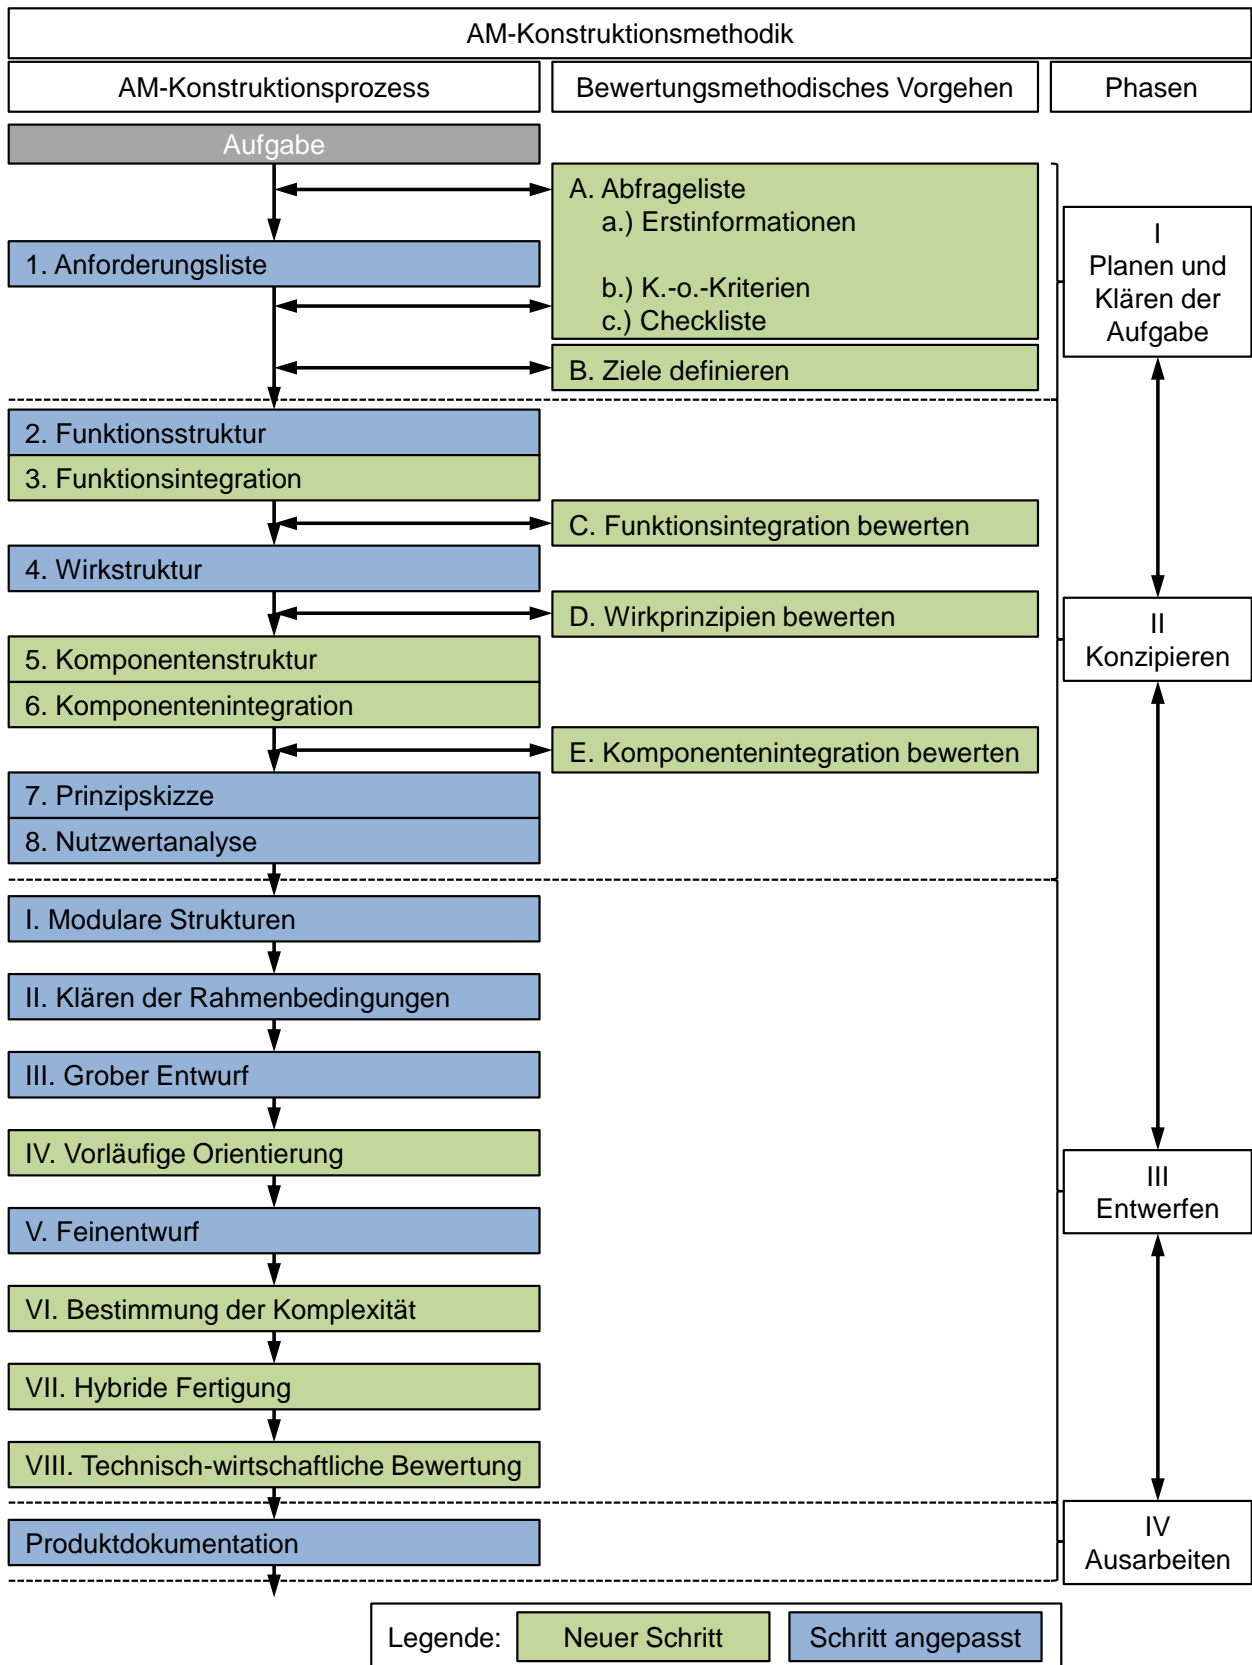 AM-Konstruktionsmethodik
AM-Konstruktionsprozess
Bewertungsmethodisches Vorgehen
Phasen
Aufgabe
A. Abfrageliste
a.) Erstinformationen
1. Anforderungsliste
b.) K.-o.-Kriterien
c.) Checkliste
I
Planen und
Klären der
Aufgabe
B. Ziele definieren
2. Funktionsstruktur
3. Funktionsintegration
C. Funktionsintegration bewerten
4. Wirkstruktur
D. Wirkprinzipien bewerten
II
Konzipieren
5. Komponentenstruktur
6. Komponentenintegration
E. Komponentenintegration bewerten
7. Prinzipskizze
8. Nutzwertanalyse
I. Modulare Strukturen
II. Klären der Rahmenbedingungen
III. Grober Entwurf
IV. Vorläufige Orientierung
III
Entwerfen
V. Feinentwurf
VI. Bestimmung der Komplexität
VII. Hybride Fertigung
VIII. Technisch-wirtschaftliche Bewertung
Produktdokumentation
IV
Ausarbeiten
Legende:
Neuer Schritt
Schritt angepasst